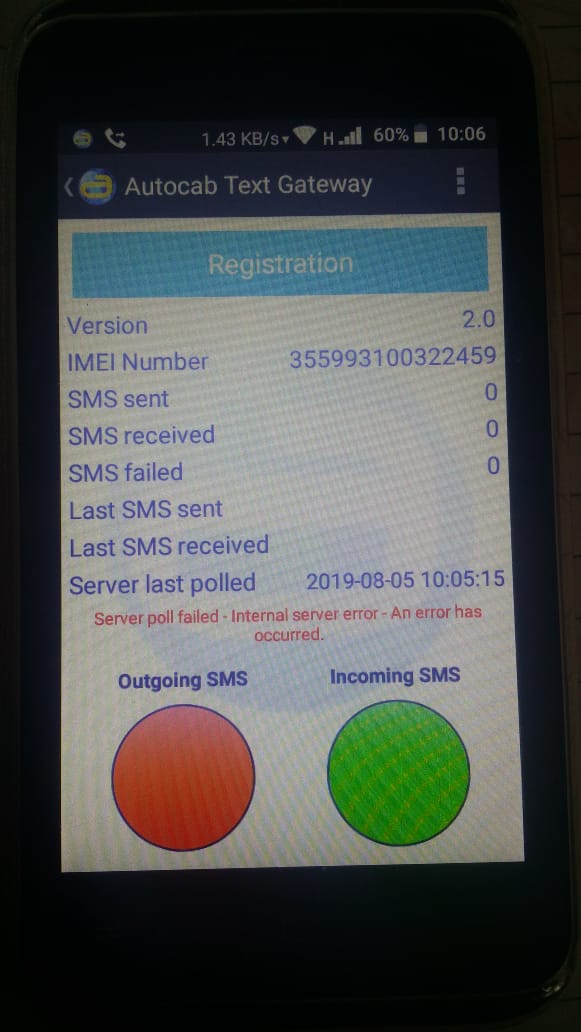 1.43 KB/s H 60% 10:06
Autocab Text Gateway
Registration
Version 2.0
IMEI Number 355993100322459
SMS sent 0
SMS received 0
SMS failed 0
Last SMS sent
Last SMS received
Server last polled 2019-08-05 10:05:15
Server poll failed - Internal server error - An error has
occurred.
Outgoing SMS Incoming SMS